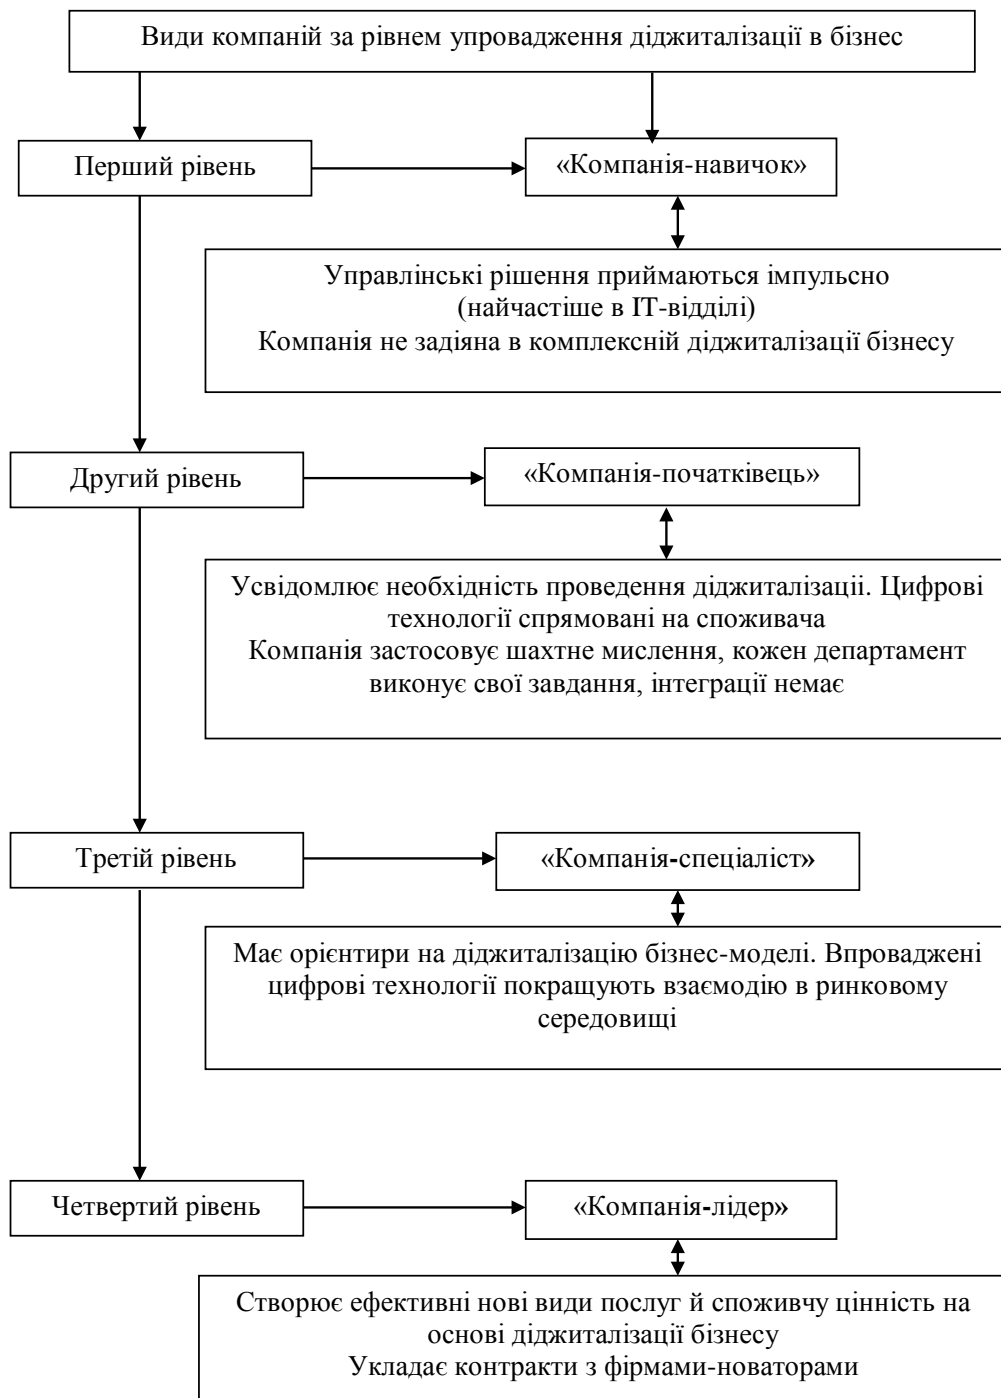 Види компаній за рівнем упровадження діджиталізації в бізнес
Перший рівень
«Компанія-навичок»
Управлінські рішення приймаються імпульсно
(найчастіше в ІТ-відділі)
Компанія не задіяна в комплексній діджиталізації бізнесу
Другий рівень
«Компанія-початківець»
Усвідомлює необхідність проведення діджиталізаціі. Цифрові
технології спрямовані на споживача
Компанія застосовує шахтне мислення, кожен департамент
виконує свої завдання, інтеграції немає
Третій рівень
«Компанія-спеціаліст»
Має орієнтири на діджиталізацію бізнес-моделі. Впроваджені
цифрові технології покращують взаємодію в ринковому
середовищі
Четвертий рівень
«Компанія-лідер»
Створює ефективні нові види послуг й споживчу цінність на
основі діджиталізації бізнесу
Укладає контракти з фірмами-новаторами